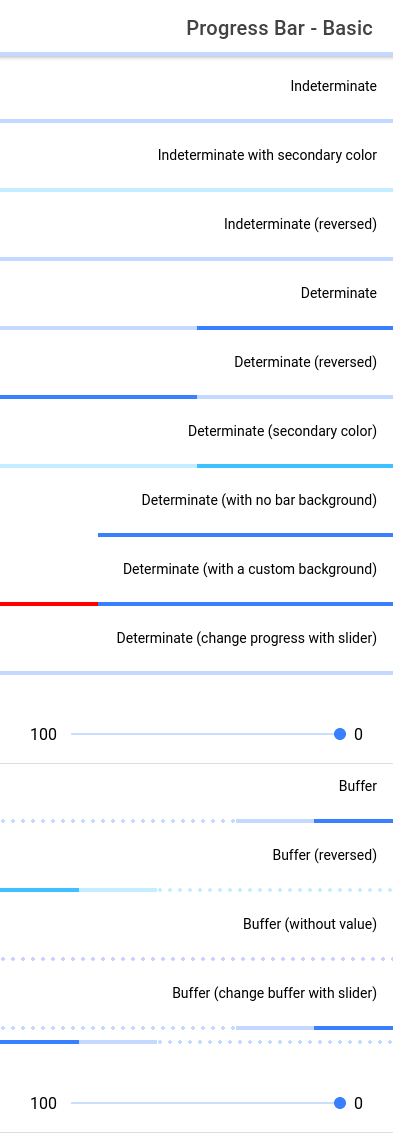 Progress Bar - Basic
Indeterminate
Indeterminate with secondary color
Indeterminate (reversed)
Determinate
Determinate (reversed)
Determinate (secondary color)
Determinate (with no bar background)
Determinate (with a custom background)
Determinate (change progress with slider)
100 0
Buffer
Buffer (reversed)
Buffer (without value)
Buffer (change buffer with slider)
100 0